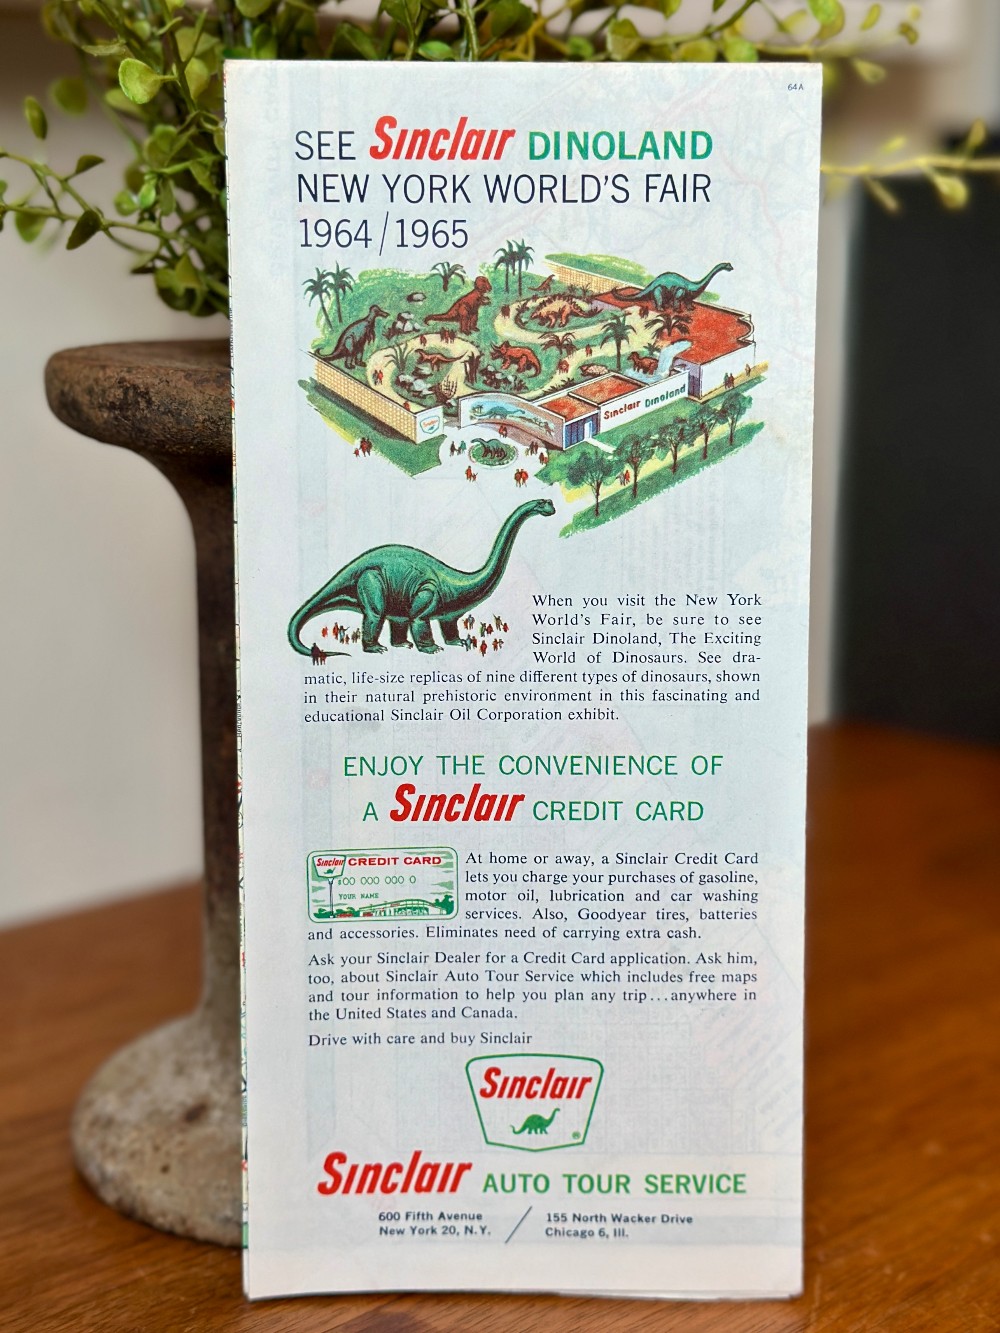 64A
SEE Sinclair DINOLAND
NEW YORK WORLD'S FAIR
1964/1965
Sinclair Dinoland
Sinclair
When you visit the New York
World's Fair, be sure to see
Sinclair Dinoland, The Exciting
World of Dinosaurs. See dra-
matic, life-size replicas of nine different types of dinosaurs, shown
in their natural prehistoric environment in this fascinating and
educational Sinclair Oil Corporation exhibit.
ENJOY THE CONVENIENCE OF
A Sinclair CREDIT CARD
Sinclair CREDIT CARD
000 000 000 0
YOUR NAME
At home or away, a Sinclair Credit Card
lets you charge your purchases of gasoline,
motor oil, lubrication and car washing
services. Also, Goodyear tires, batteries
and accessories. Eliminates need of carrying extra cash.
Ask your Sinclair Dealer for a Credit Card application. Ask him,
too, about Sinclair Auto Tour Service which includes free maps
and tour information to help you plan any trip...anywhere in
the United States and Canada.
Drive with care and buy Sinclair
Sinclair
®
Sinclair AUTO TOUR SERVICE
600 Fifth Avenue / 155 North Wacker Drive
New York 20, N.Y. Chicago 6, Ill.